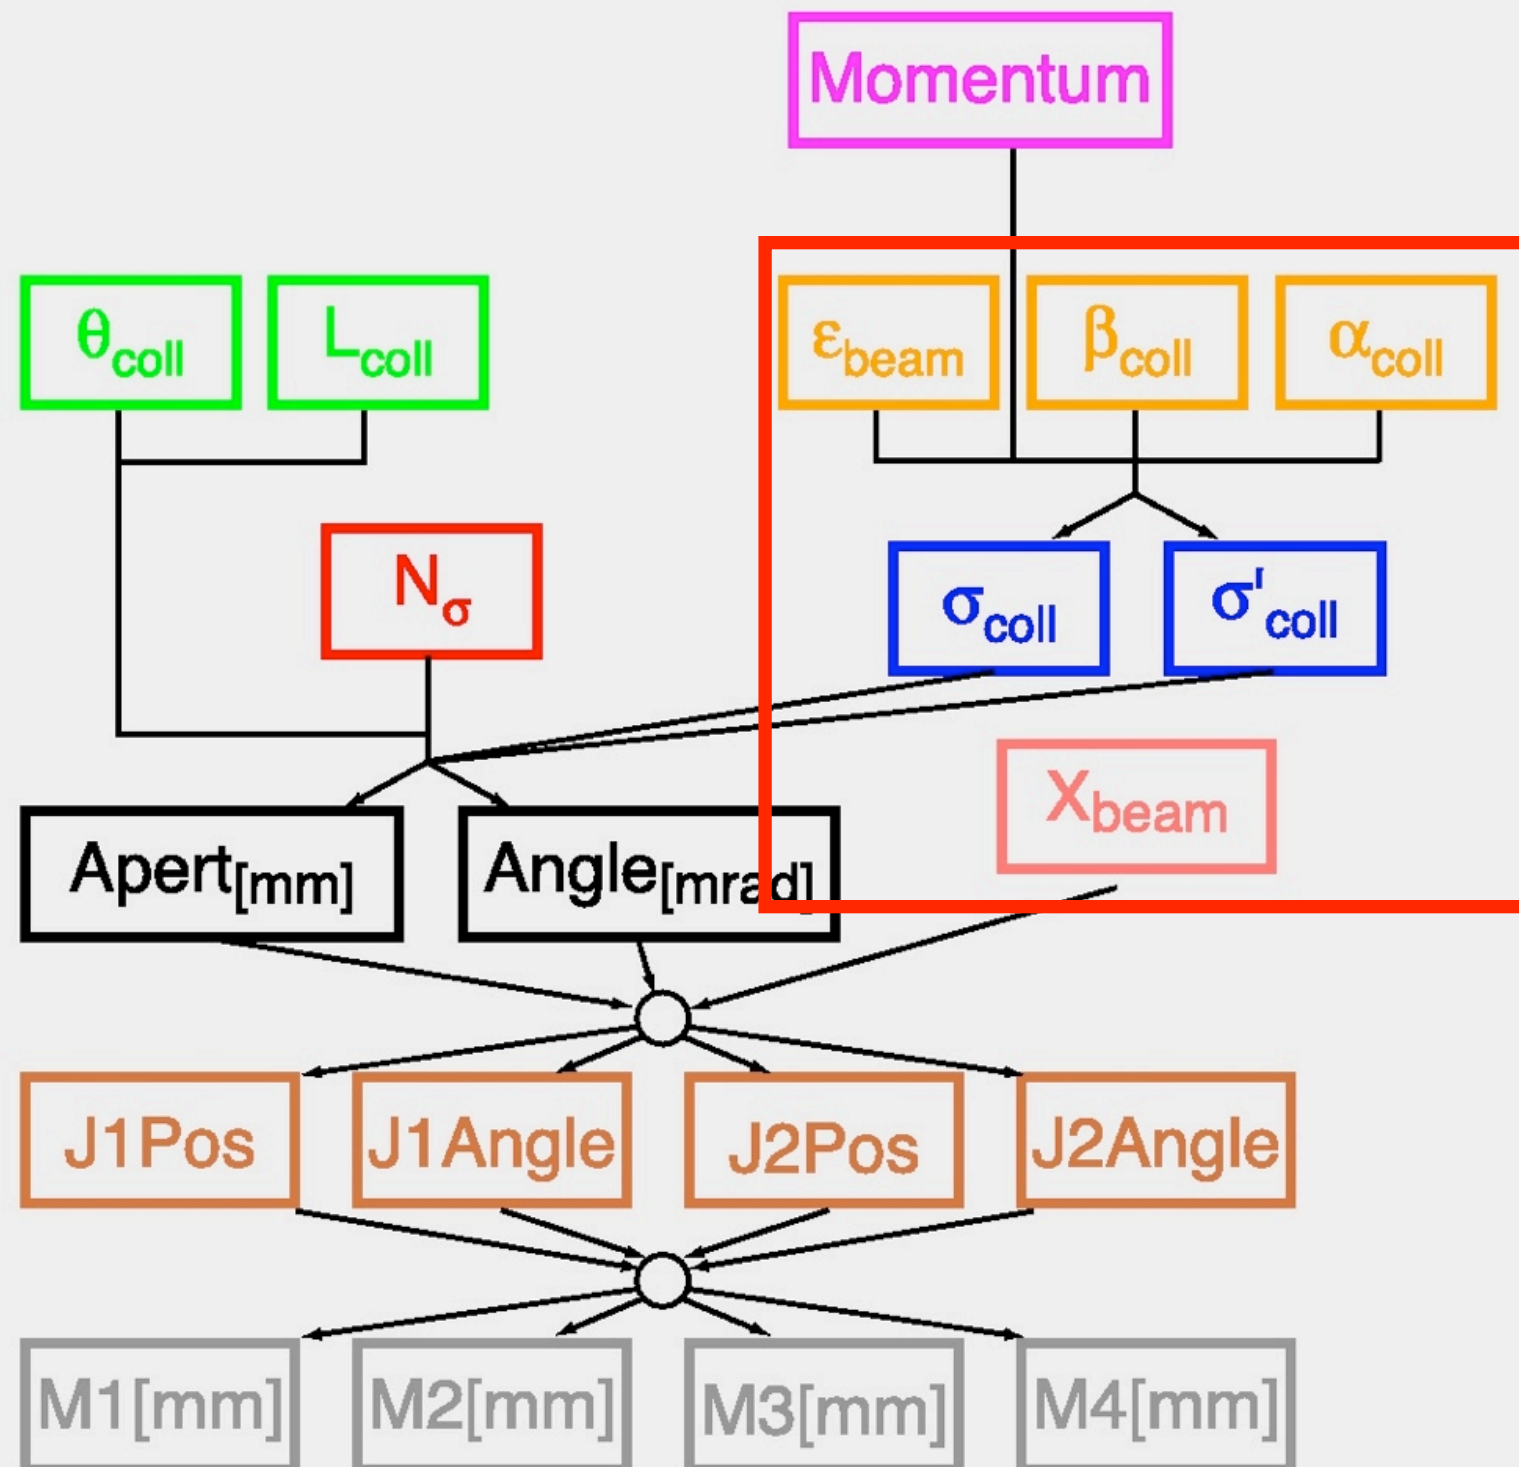 Momentum
θcoll Lcoll εbeam βcoll αcoll
Nσ σcoll σ'coll
Xbeam
Apert[mm] Angle[mrad]
J1Pos J1Angle J2Pos J2Angle
M1[mm] M2[mm] M3[mm] M4[mm]